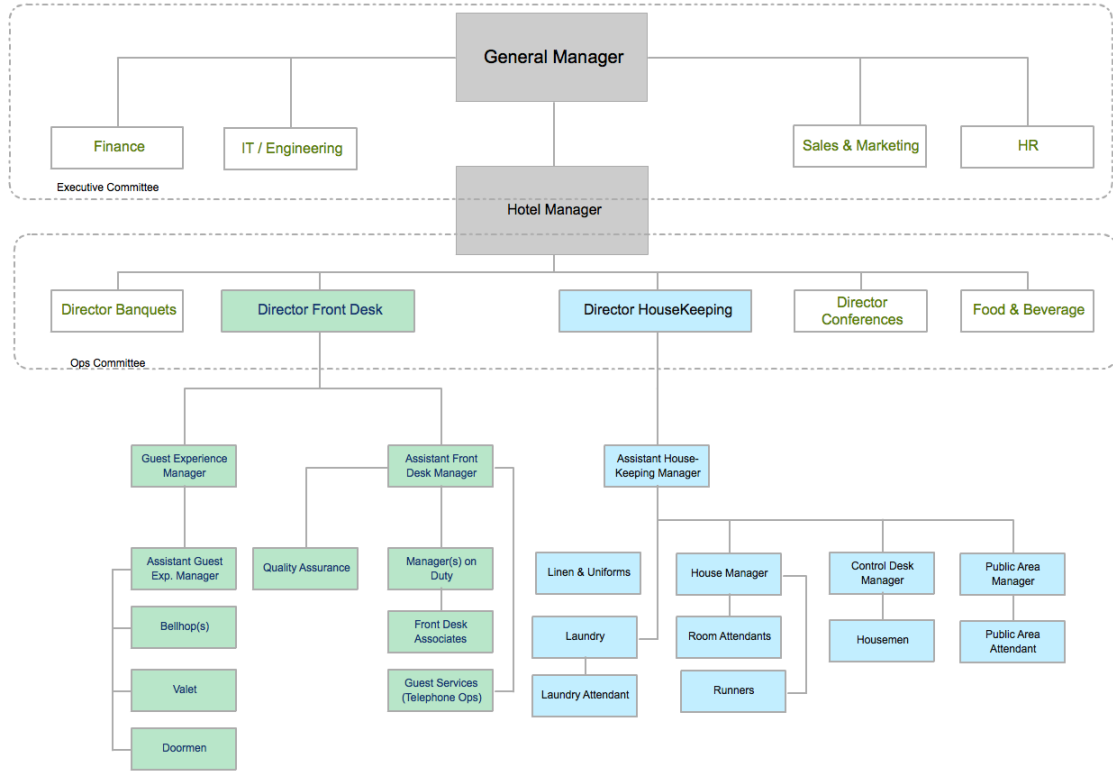 General Manager
Finance
IT / Engineering
Sales & Marketing
HR
Executive Committee
Hotel Manager
Director Banquets
Director Front Desk
Director HouseKeeping
Director
Conferences
Food & Beverage
Ops Committee
Guest Experience
Manager
Assistant Front
Desk Manager
Assistant House-
Keeping Manager
Assistant Guest
Exp. Manager
Quality Assurance
Manager(s) on
Duty
Linen & Uniforms
House Manager
Control Desk
Manager
Public Area
Manager
Bellhop(s)
Front Desk
Associates
Laundry
Room Attendants
Housemen
Public Area
Attendant
Valet
Guest Services
(Telephone Ops)
Laundry Attendant
Runners
Doormen